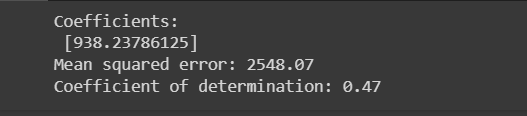 Coefficients:
[938.23786125]
Mean squared error: 2548.07
Coefficient of determination: 0.47